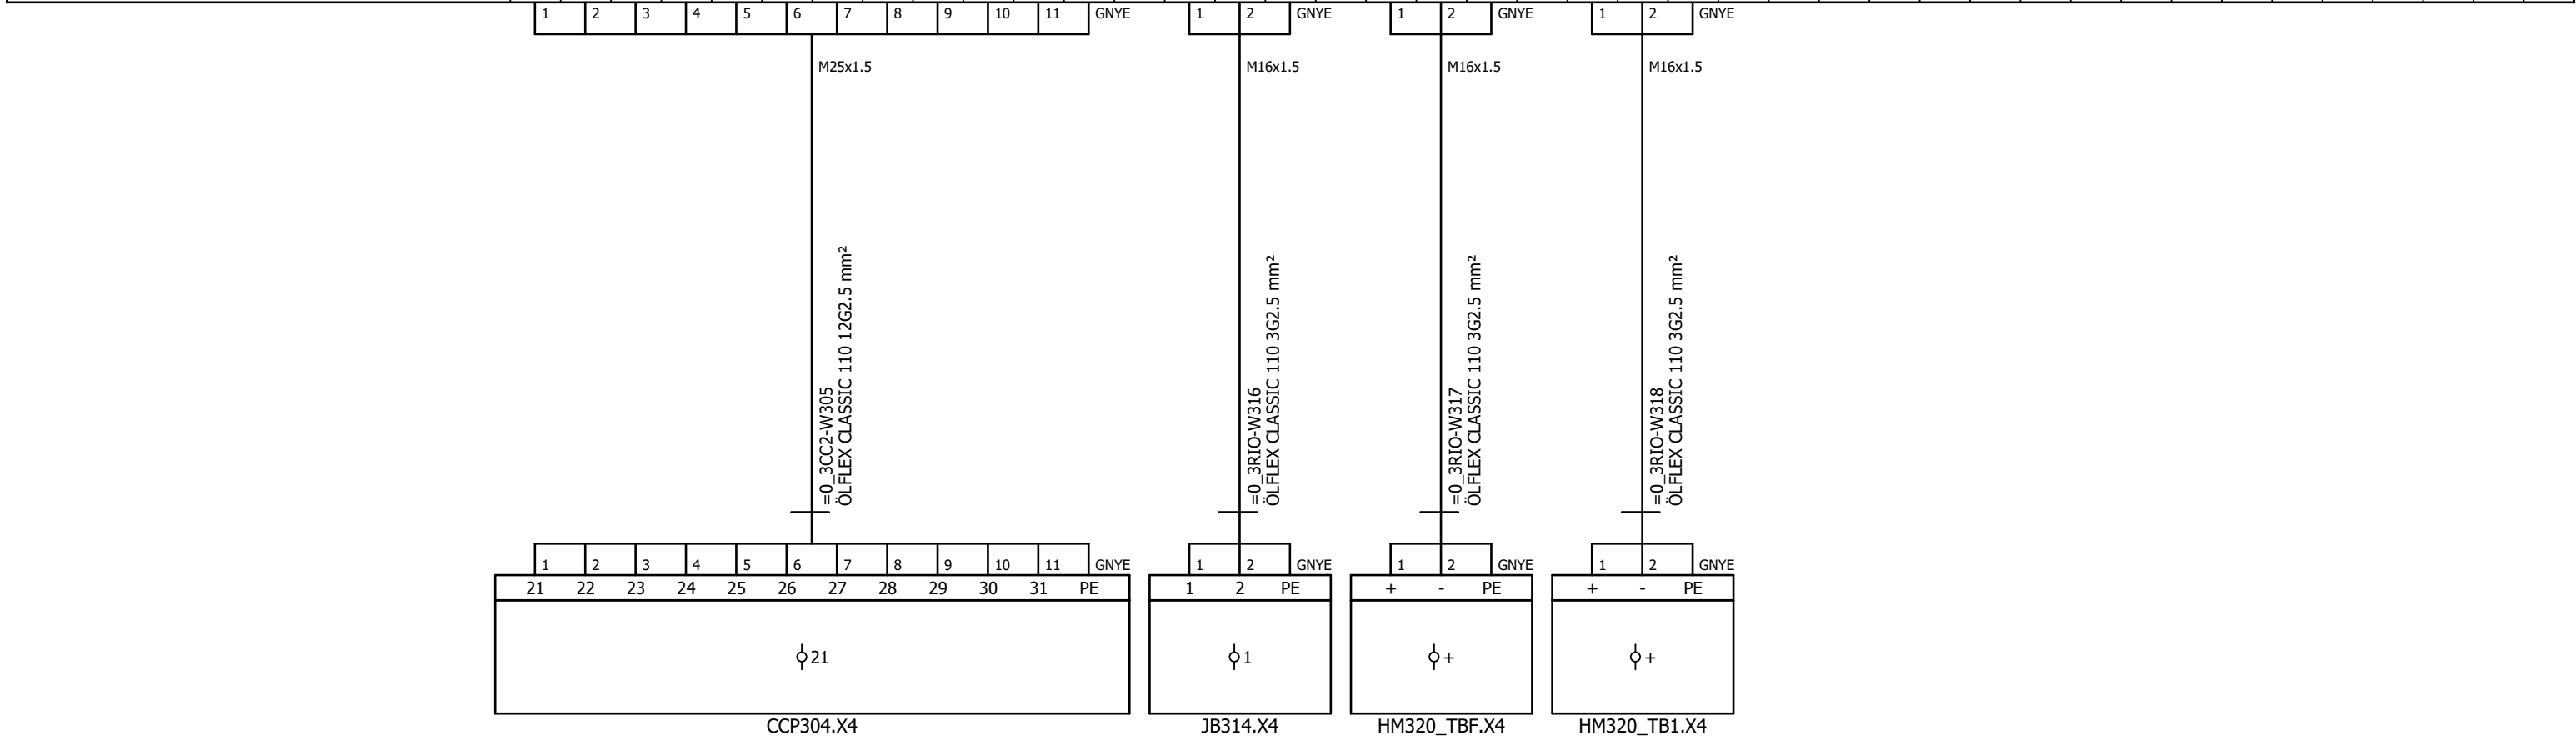 1 2 3 4 5 6 7 8 9 10 11 GNYE 1 2 GNYE 1 2 GNYE 1 2 GNYE
M25x1.5 M16x1.5 M16x1.5 M16x1.5
=0_3CC2-W305
ÖLFLEX CLASSIC 110 12G2.5 mm²
=0_3RIO-W316
ÖLFLEX CLASSIC 110 3G2.5 mm²
=0_3RIO-W317
ÖLFLEX CLASSIC 110 3G2.5 mm²
=0_3RIO-W318
ÖLFLEX CLASSIC 110 3G2.5 mm²
1 2 3 4 5 6 7 8 9 10 11 GNYE 1 2 GNYE 1 2 GNYE 1 2 GNYE
21 22 23 24 25 26 27 28 29 30 31 PE 1 2 PE + - PE + - PE
21 1 + +
CCP304.X4 JB314.X4 HM320_TBF.X4 HM320_TB1.X4